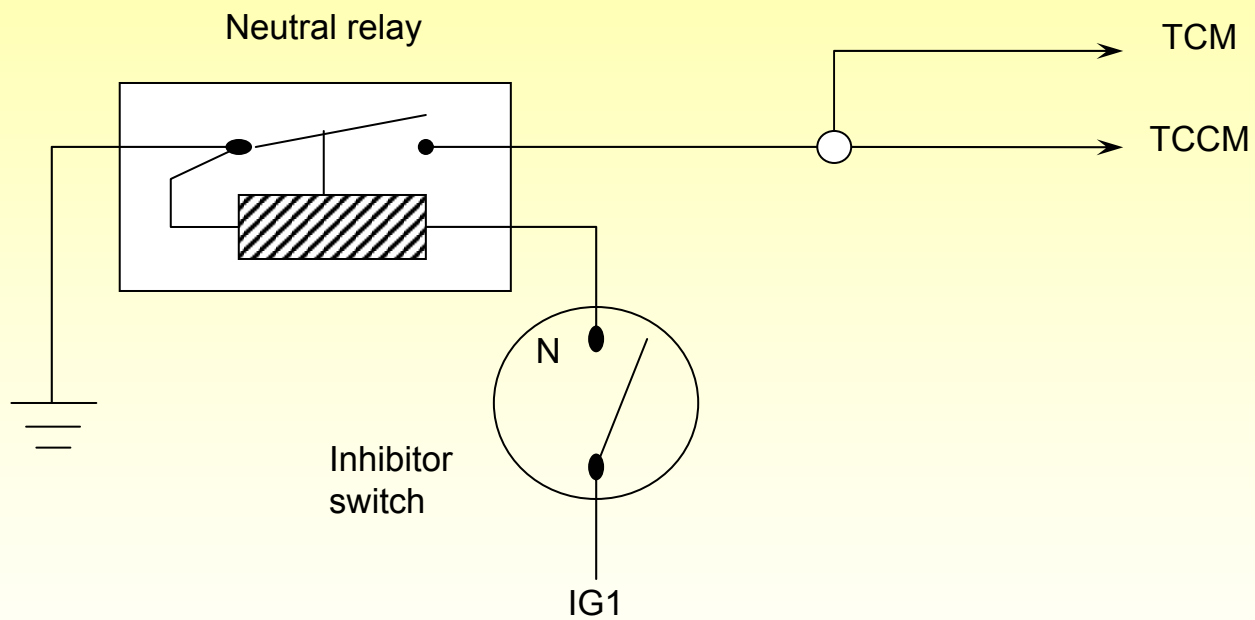 Neutral relay
TCM
TCCM
N
Inhibitor
switch
IG1